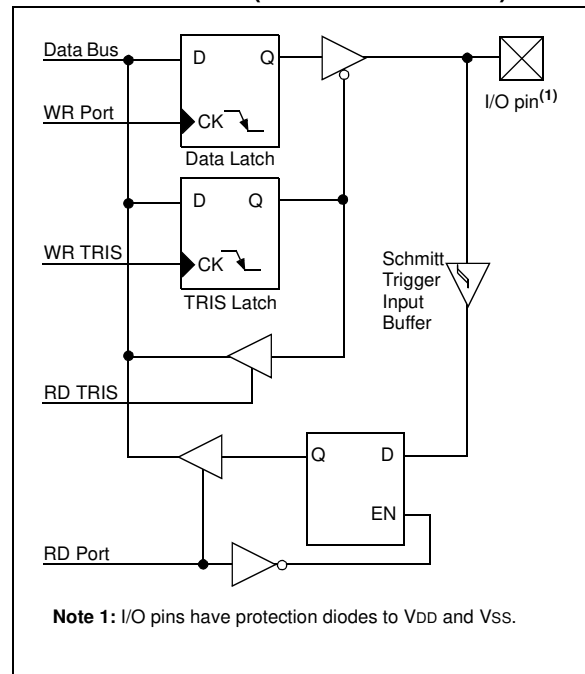 Data Bus
D
Q
I/O pin(1)
WR Port
CK
Data Latch
D
Q
WR TRIS
CK
TRIS Latch
Schmitt
Trigger
Input
Buffer
RD TRIS
Q
D
EN
RD Port
Note 1: I/O pins have protection diodes to VDD and VSS.